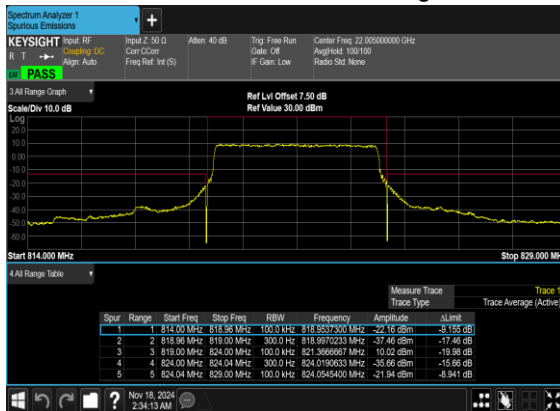 Spectrum Analyzer 1
Spurious Emissions
KEYSIGHT Input: RF Input Z: 50 Ω Atten: 40 dB Trig: Free Run Center Freq: 22.005000000 GHz
R T Coupling: DC Corr CCorr Gate: Off Avg|Hold: 100/100
Align: Auto Freq Ref: Int (S) IF Gain: Low Radio Std: None
PASS
3 All Range Graph
Ref Lvl Offset 7.50 dB
Scale/Div 10.0 dB Ref Value 30.00 dBm
Log
20.0
10.0
0.00
-10.0
-20.0
-30.0
-40.0
-50.0
-60.0
Start 814.000 MHz Stop 829.000 MH
4 All Range Table
Measure Trace Trace 1
Trace Type Trace Average (Active)
Spur Range Start Freq Stop Freq RBW Frequency Amplitude ΔLimit
1 1 814.00 MHz 818.96 MHz 100.0 kHz 818.9537300 MHz -22.16 dBm -9.155 dB
2 2 818.96 MHz 819.00 MHz 300.0 Hz 818.9970233 MHz -37.46 dBm -17.46 dB
3 3 819.00 MHz 824.00 MHz 100.0 kHz 821.3666667 MHz 10.02 dBm -19.98 dB
4 4 824.00 MHz 824.04 MHz 300.0 Hz 824.0190633 MHz -35.66 dBm -15.66 dB
5 5 824.04 MHz 829.00 MHz 100.0 kHz 824.0545400 MHz -21.94 dBm -8.941 dB
Nov 18, 2024
2:34:13 AM